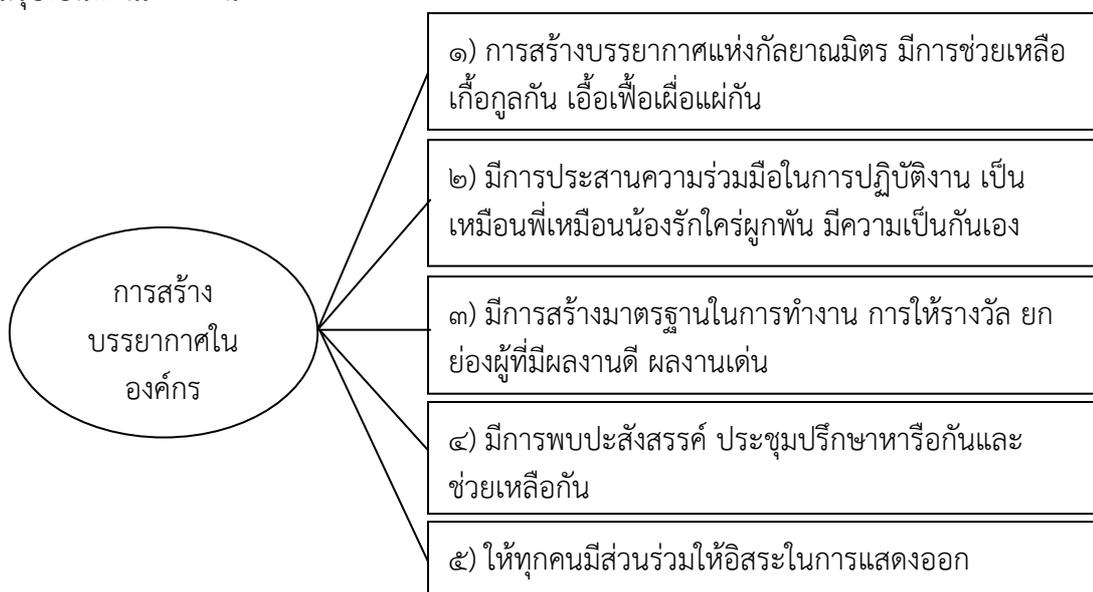 การสร้าง
บรรยากาศใน
องค์กร
๑) การสร้างบรรยากาศแห่งกัลยาณมิตร มีการช่วยเหลือ
เกื้อกูลกัน เอื้อเฟื้อเผื่อแผ่กัน
๒) มีการประสานความร่วมมือในการปฏิบัติงาน เป็น
เหมือนพี่เหมือนน้องรักใคร่ผูกพัน มีความเป็นกันเอง
๓) มีการสร้างมาตรฐานในการทำงาน การให้รางวัล ยก
ย่องผู้ที่มีผลงานดี ผลงานเด่น
๔) มีการพบปะสังสรรค์ ประชุมปรึกษาหารือกันและ
ช่วยเหลือกัน
๕) ให้ทุกคนมีส่วนร่วมให้อิสระในการแสดงออก